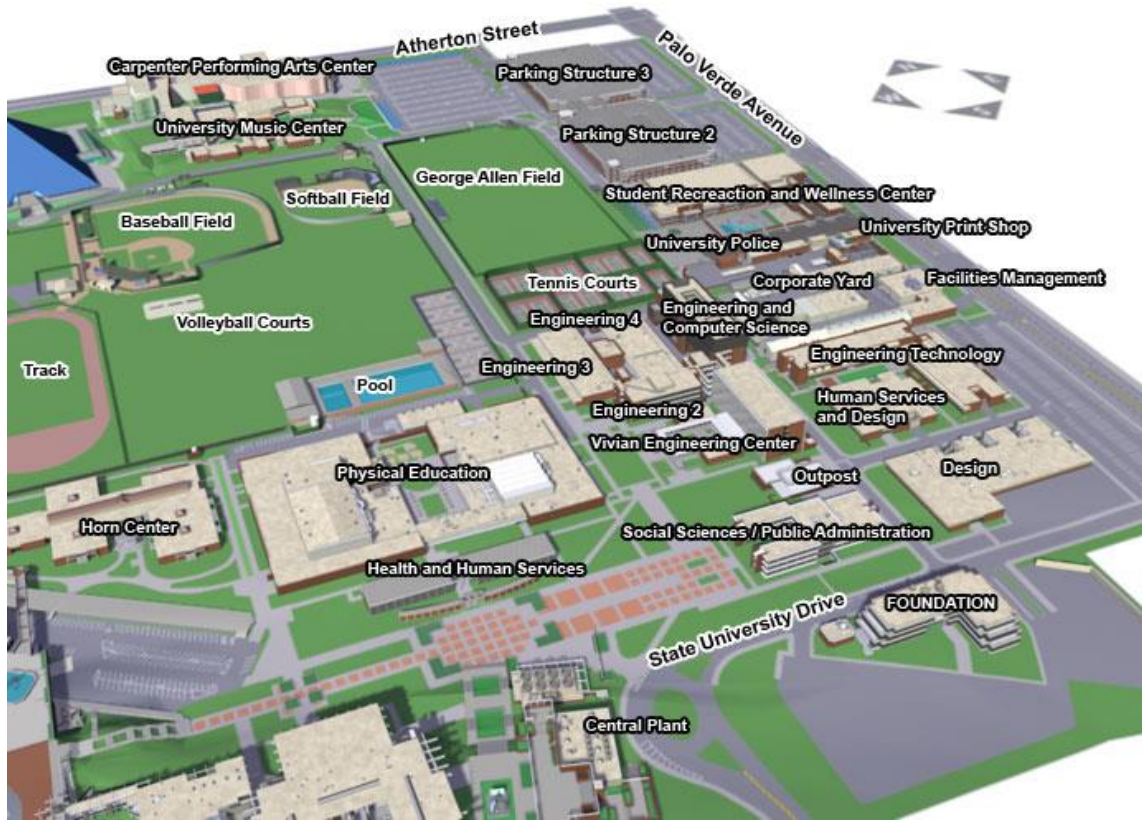 Atherton Street
Palo Verde Avenue
Carpenter Performing Arts Center
Parking Structure 3
University Music Center
Parking Structure 2
George Allen Field
Student Recreaction and Wellness Center
Softball Field
Baseball Field
University Print Shop
University Police
Tennis Courts
Corporate Yard
Facilities Management
Volleyball Courts
Engineering 4
Engineering and
Computer Science
Engineering Technology
Track
Pool
Engineering 3
Human Services
and Design
Engineering 2
Vivian Engineering Center
Physical Education
Outpost
Design
Horn Center
Social Sciences / Public Administration
Health and Human Services
FOUNDATION
State University Drive
Central Plant